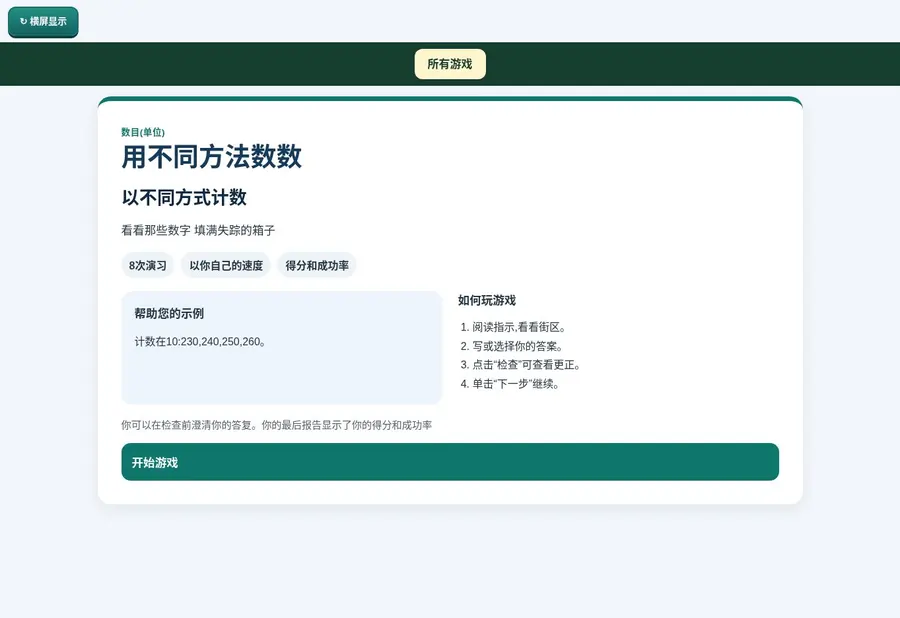 ↻ 横屏显示
所有游戏
数目(单位)
用不同方法数数
以不同方式计数
看看那些数字 填满失踪的箱子
8次演习
以你自己的速度
得分和成功率
帮助您的示例
计数在10:230,240,250,260。
如何玩游戏
1. 阅读指示,看看街区。
2. 写或选择你的答案。
3. 点击“检查”可查看更正。
4. 单击“下一步”继续。
你可以在检查前澄清你的答复。你的最后报告显示了你的得分和成功率
开始游戏